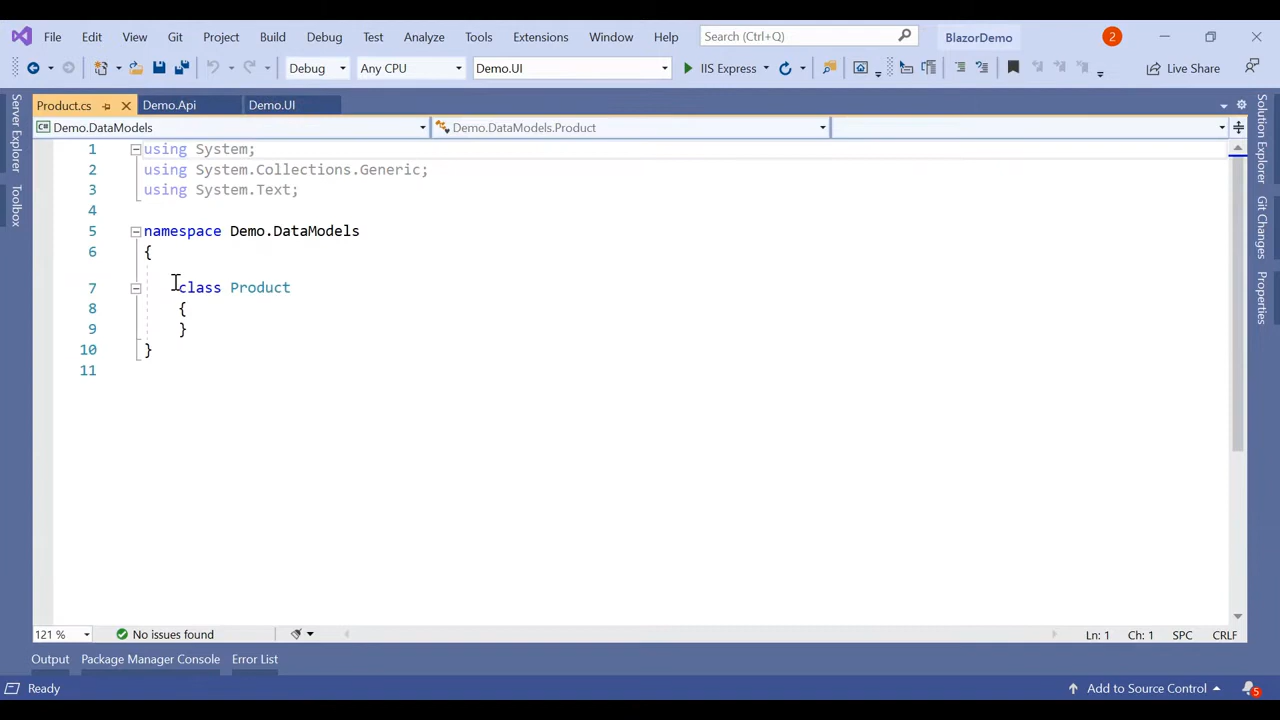 File Edit View Git Project Build Debug Test Analyze Tools Extensions Window Help Search (Ctrl+Q) BlazorDemo 2
Debug Any CPU Demo.UI IIS Express Live Share
Product.cs Demo.Api Demo.UI
C# Demo.DataModels Demo.DataModels.Product
1 using System;
2 using System.Collections.Generic;
3 using System.Text;
4
5 namespace Demo.DataModels
6 {
7 class Product
8 {
9 }
10 }
11
121 % No issues found Ln: 1 Ch: 1 SPC CRLF
Output Package Manager Console Error List
Ready Add to Source Control 5
Server Explorer
Toolbox
Solution Explorer
Git Changes
Properties